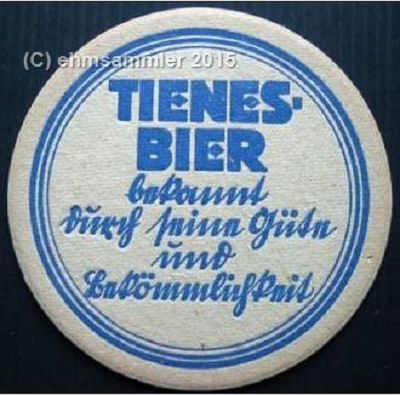 (C) ehmsammler 2015
TIENES-
BIER
bekannt
durch seine Güte
und
Bekömmlichkeit